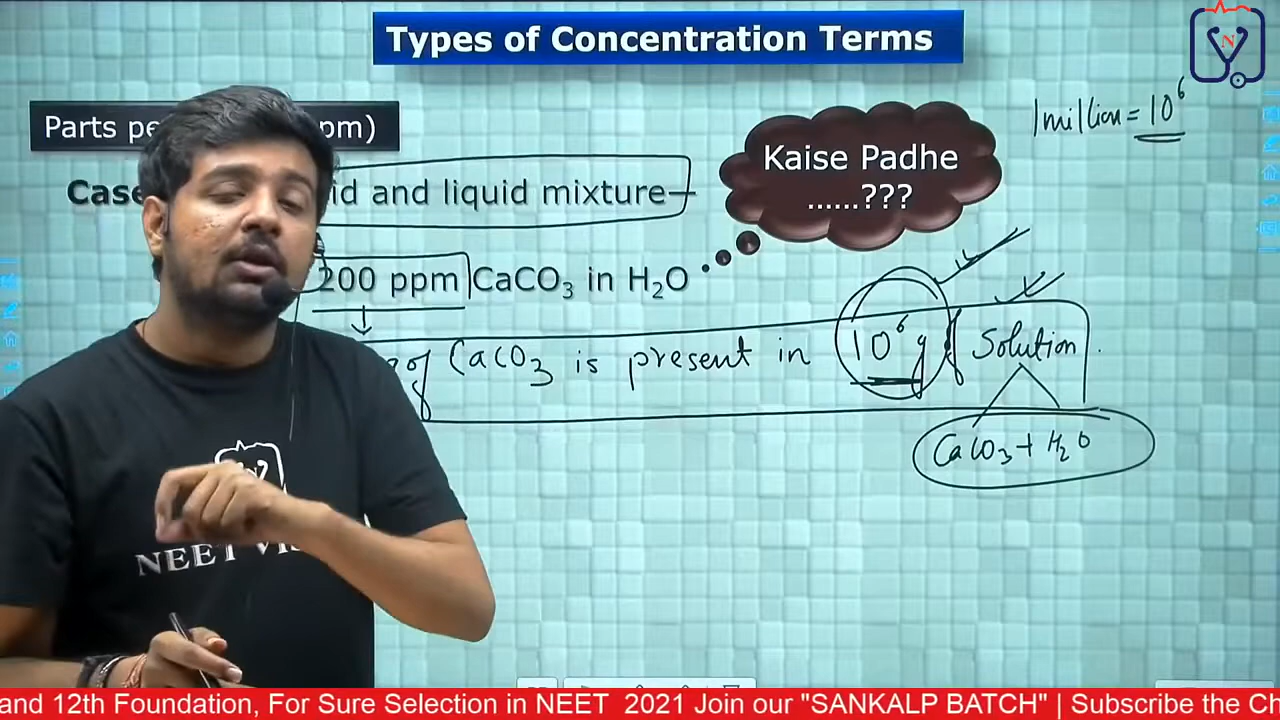 Types of Concentration Terms
N
1 million = 10⁶
Parts pe pm)
Kaise Padhe
......???
Case id and liquid mixture
200 ppm CaCO₃ in H₂O
of CaCO₃ is present in 10⁶ g Solution
CaCO₃ + H₂O
N
NEET VIS
and 12th Foundation, For Sure Selection in NEET 2021 Join our "SANKALP BATCH" | Subscribe the Ch